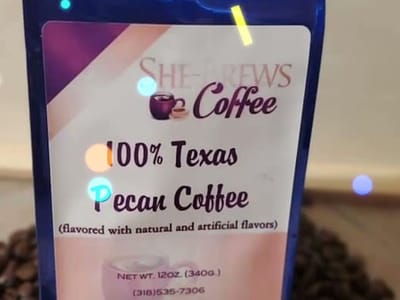 SHE-BREWS
Coffee
100% Texas
Pecan Coffee
(flavored with natural and artificial flavors)
NET WT. 12OZ. (340G.)
(318)535-7306